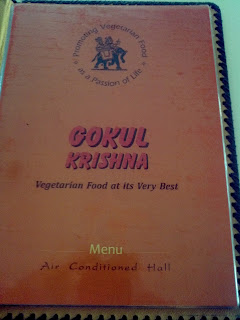 Promoting Vegetarian Food
as a Passion of Life
GOKUL
KRISHNA
Vegetarian Food at its Very Best
Menu
Air Conditioned Hall